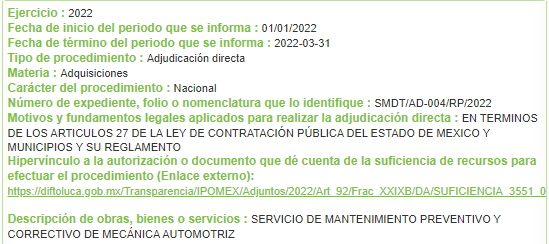 Ejercicio : 2022
Fecha de inicio del periodo que se informa : 01/01/2022
Fecha de término del periodo que se informa : 2022-03-31
Tipo de procedimiento : Adjudicación directa
Materia : Adquisiciones
Carácter del procedimiento : Nacional
Número de expediente, folio o nomenclatura que lo identifique : SMDT/AD-004/RP/2022
Motivos y fundamentos legales aplicados para realizar la adjudicación directa : EN TERMINOS
DE LOS ARTICULOS 27 DE LA LEY DE CONTRATACIÓN PÚBLICA DEL ESTADO DE MEXICO Y
MUNICIPIOS Y SU REGLAMENTO
Hipervínculo a la autorización o documento que dé cuenta de la suficiencia de recursos para
efectuar el procedimiento (Enlace externo):
https://diftoluca.gob.mx/Transparencia/IPOMEX/Adjuntos/2022/Art_92/Frac_XXIXB/DA/SUFICIENCIA_3551_0
Descripción de obras, bienes o servicios : SERVICIO DE MANTENIMIENTO PREVENTIVO Y
CORRECTIVO DE MECÁNICA AUTOMOTRIZ